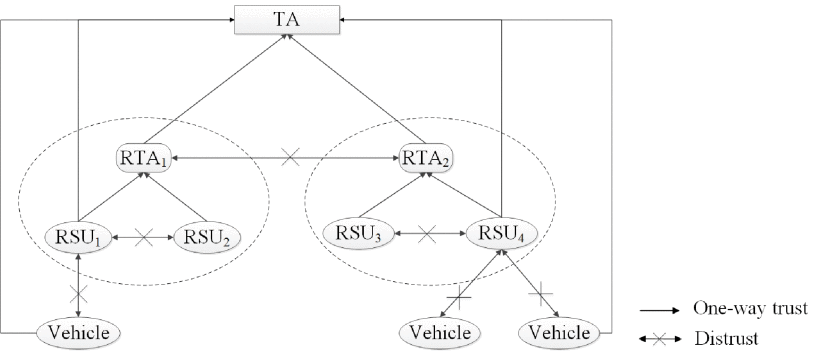 TA
RTA₁
RTA₂
RSU₁
RSU₂
RSU₃
RSU₄
Vehicle
Vehicle
Vehicle
One-way trust
Distrust